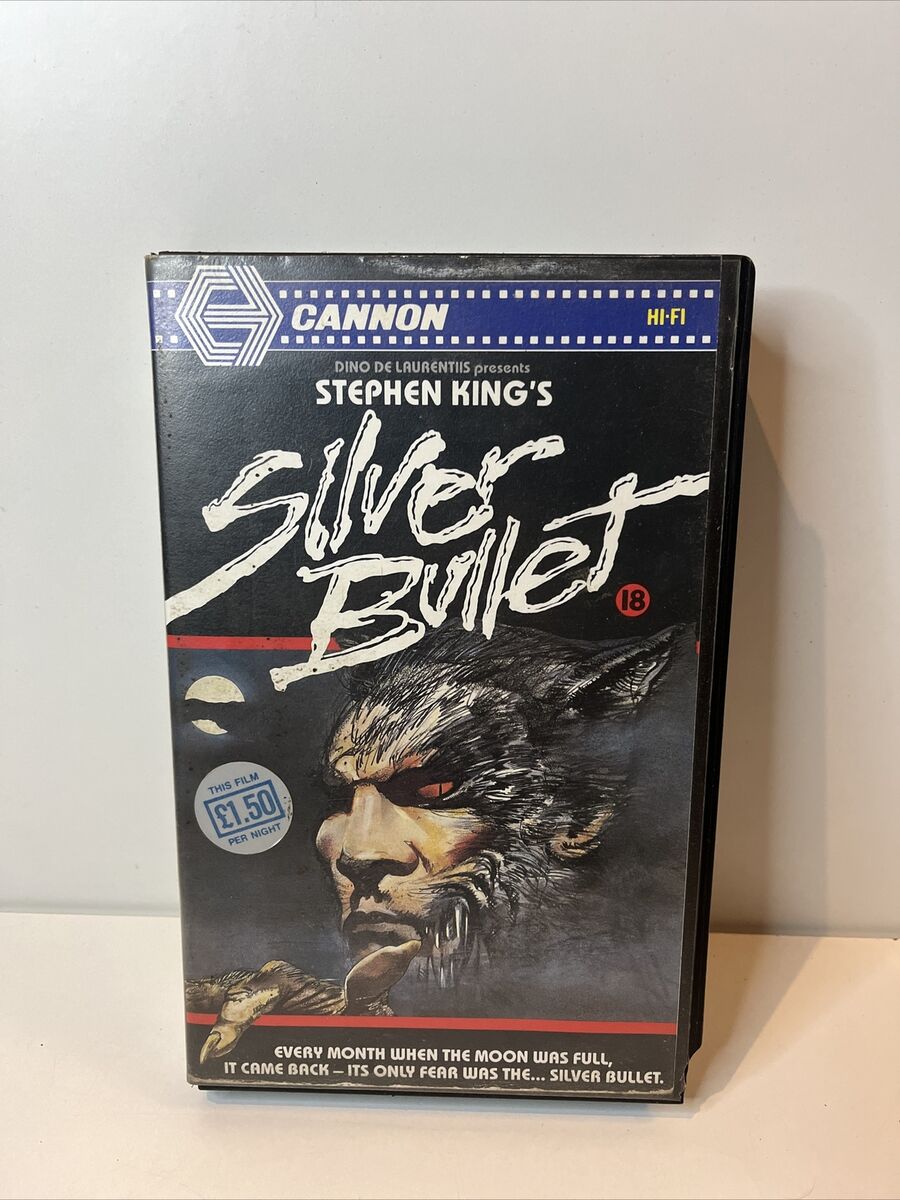 CANNON
HI-FI
DINO DE LAURENTIIS presents
STEPHEN KING'S
Silver
Bullet
18
THIS FILM
£1.50
PER NIGHT
EVERY MONTH WHEN THE MOON WAS FULL,
IT CAME BACK – ITS ONLY FEAR WAS THE... SILVER BULLET.